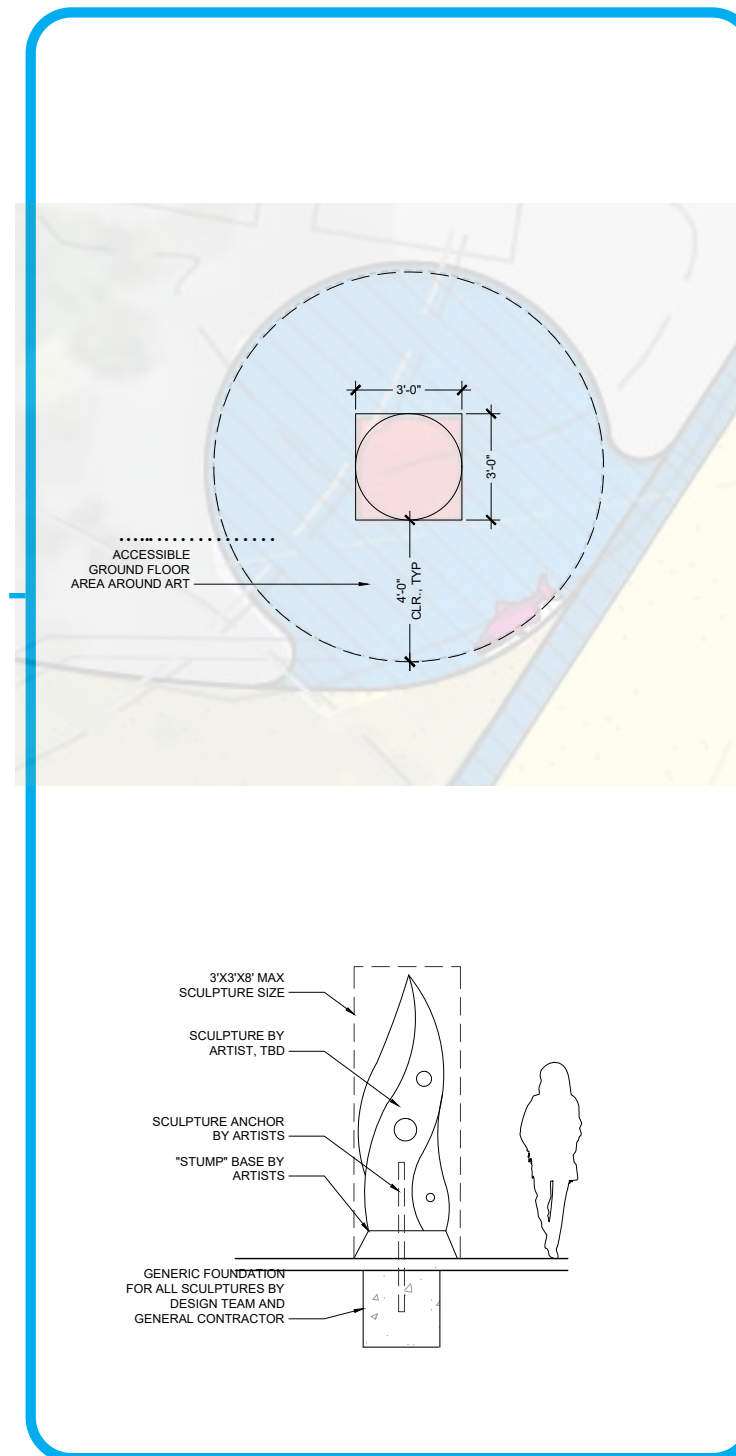 3'-0"
3'-0"
ACCESSIBLE
GROUND FLOOR
AREA AROUND ART
4'-0"
CLR., TYP
3'X3'X8' MAX
SCULPTURE SIZE
SCULPTURE BY
ARTIST, TBD
SCULPTURE ANCHOR
BY ARTISTS
"STUMP" BASE BY
ARTISTS
GENERIC FOUNDATION
FOR ALL SCULPTURES BY
DESIGN TEAM AND
GENERAL CONTRACTOR